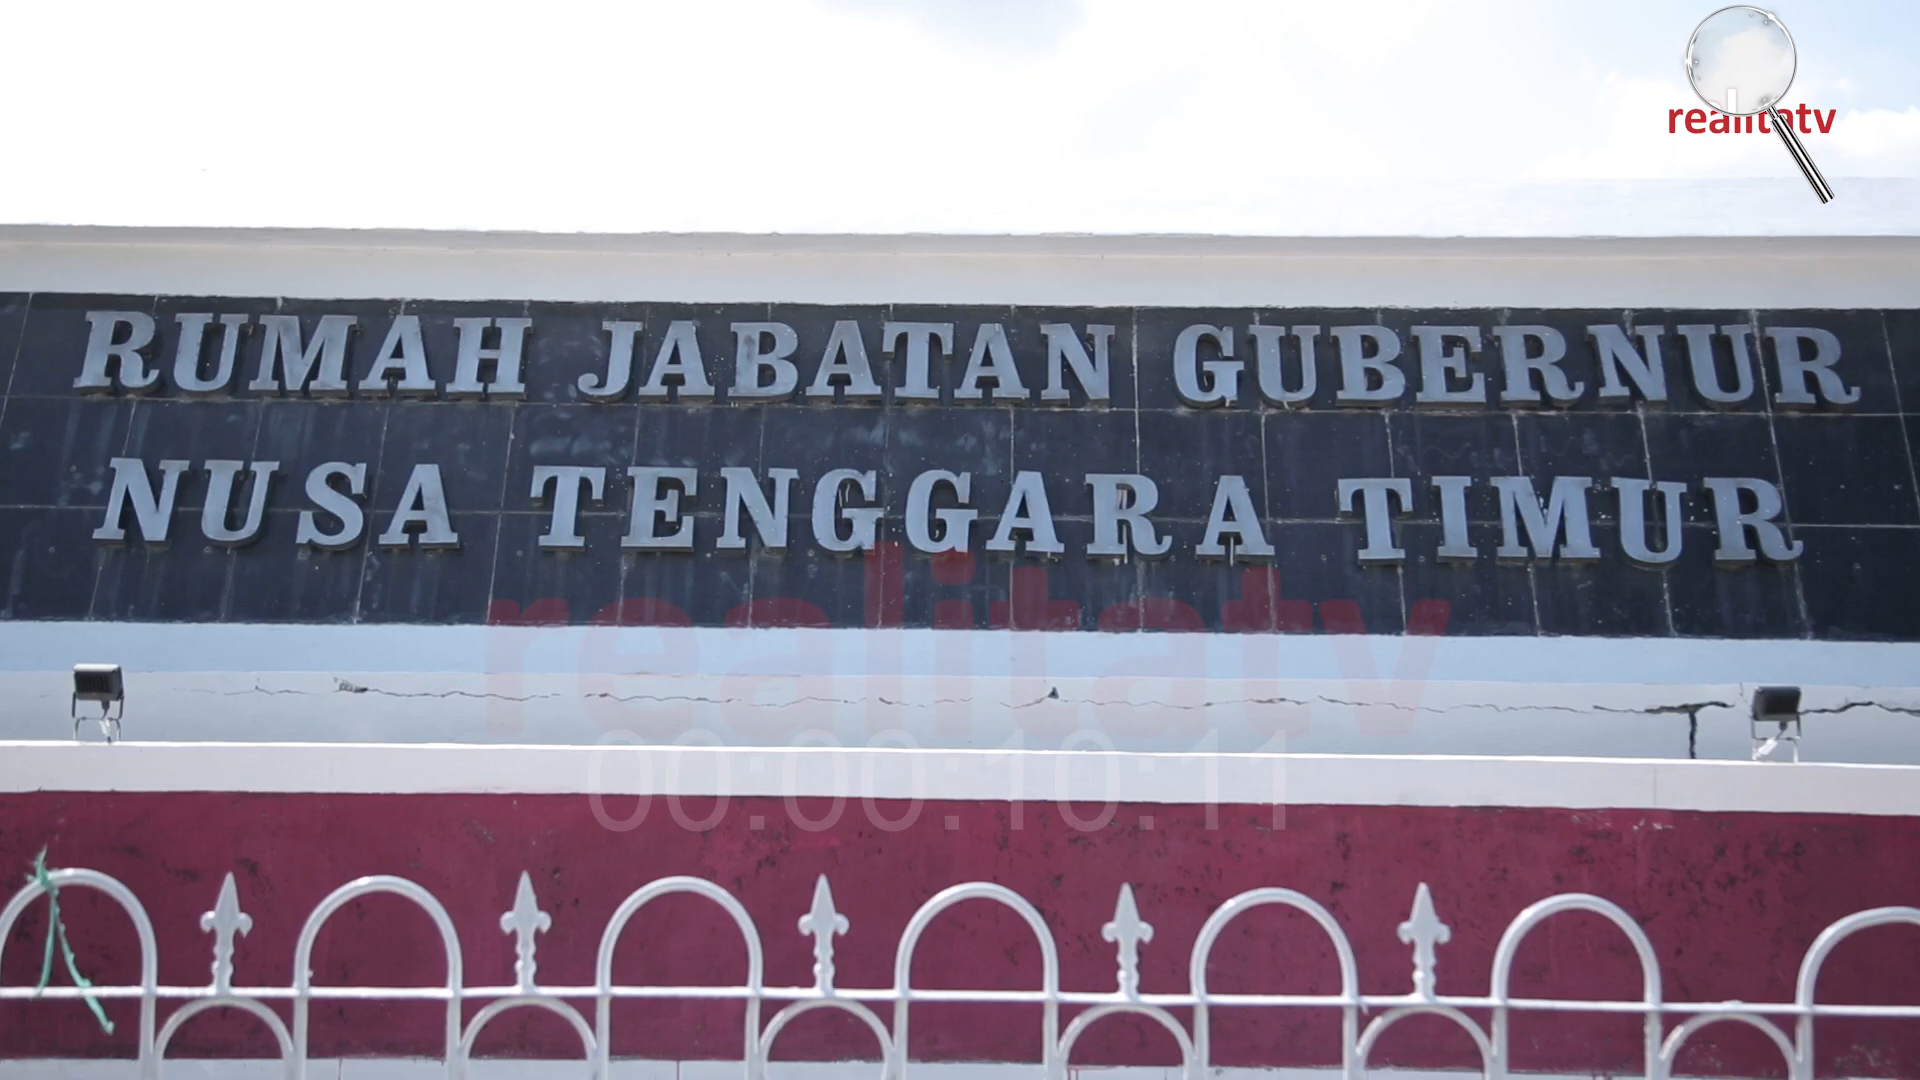 realitatv
RUMAH JABATAN GUBERNUR
NUSA TENGGARA TIMUR
realitatv
00:00:10:11